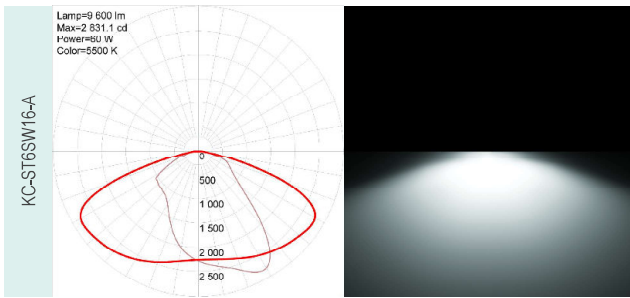 KC-ST6SW16-A
Lamp=9 600 lm
Max=2 831.1 cd
Power=60 W
Color=5500 K
0
500
1 000
1 500
2 000
2 500